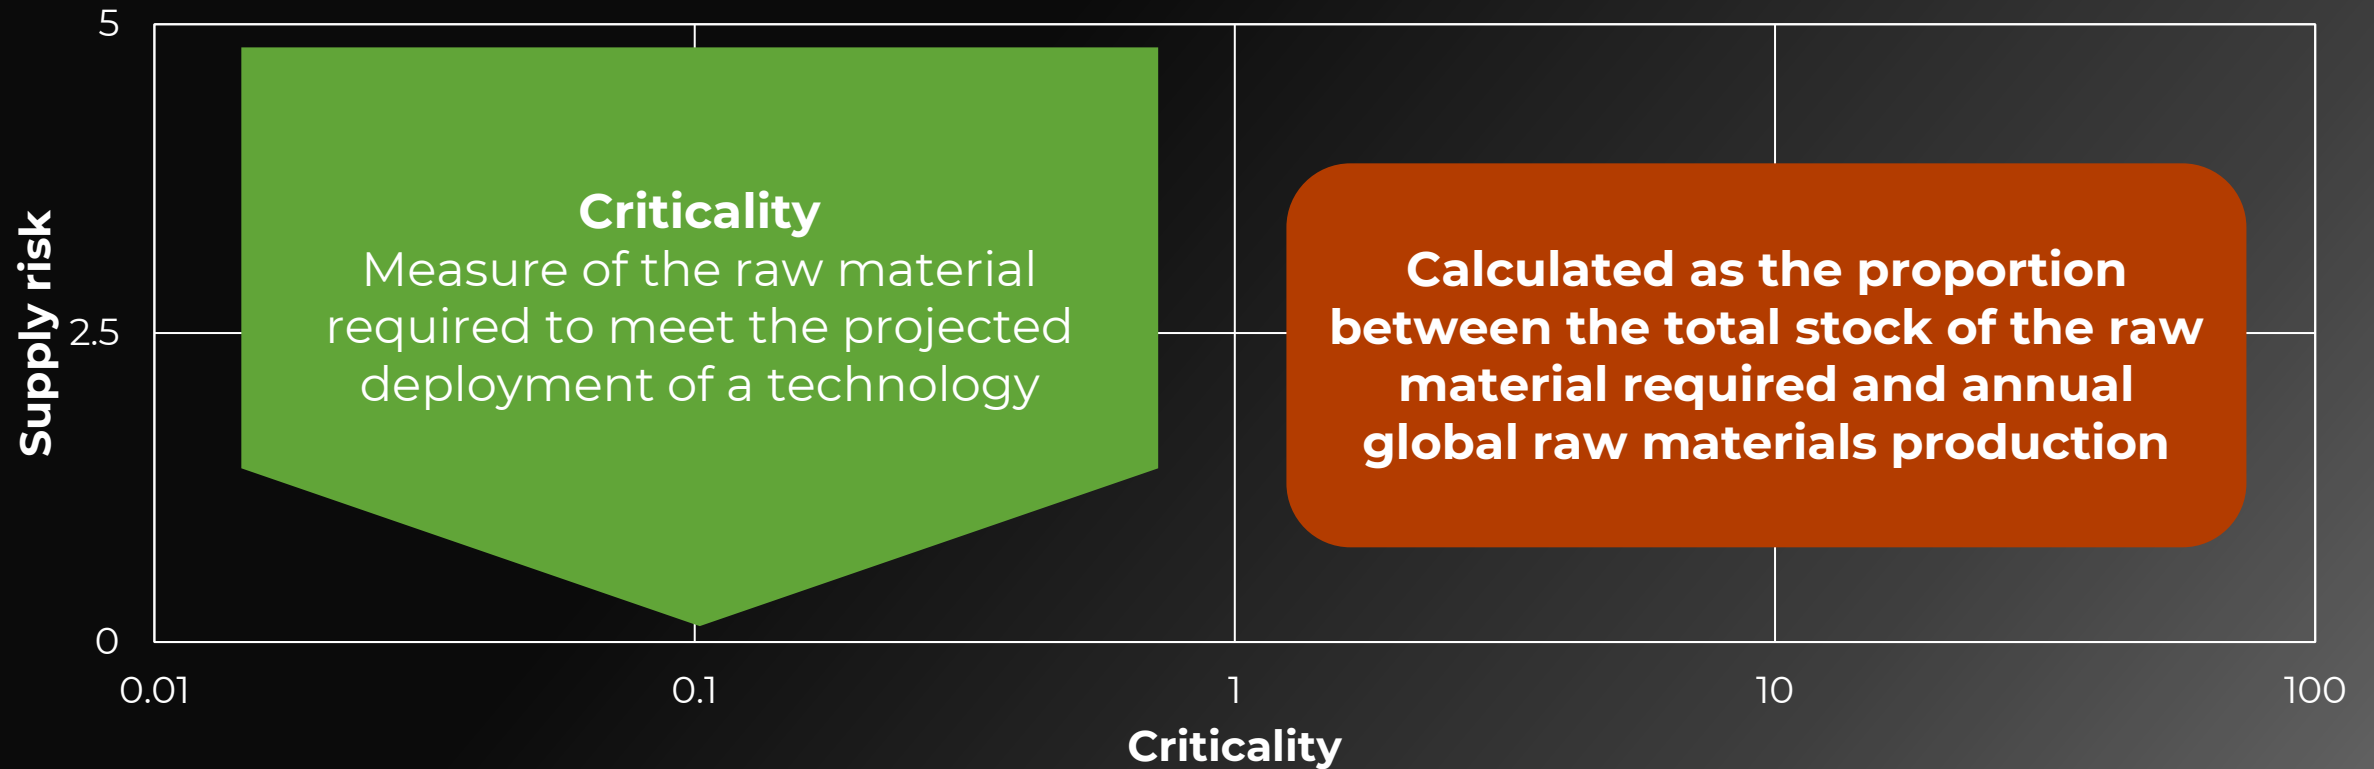 5
Criticality
Measure of the raw material
required to meet the projected
deployment of a technology
Calculated as the proportion
between the total stock of the raw
material required and annual
global raw materials production
Supply risk
2.5
0
0.01
0.1
1
10
100
Criticality